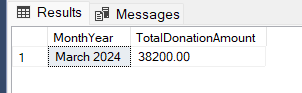 Results Messages
MonthYear TotalDonationAmount
1 March 2024 38200.00